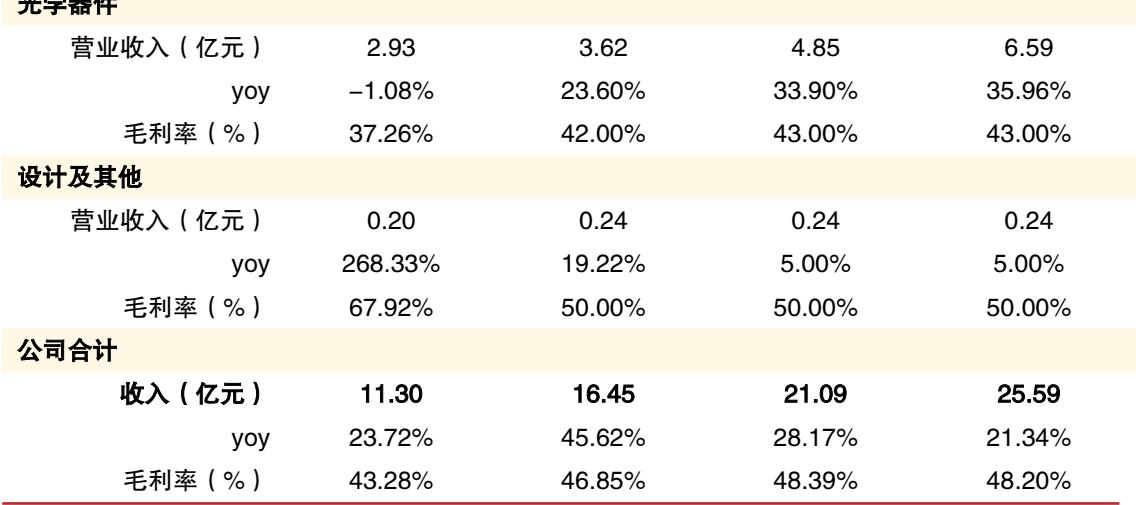 光学器件
营业收入（亿元） 2.93 3.62 4.85 6.59
yoy −1.08% 23.60% 33.90% 35.96%
毛利率（%） 37.26% 42.00% 43.00% 43.00%
设计及其他
营业收入（亿元） 0.20 0.24 0.24 0.24
yoy 268.33% 19.22% 5.00% 5.00%
毛利率（%） 67.92% 50.00% 50.00% 50.00%
公司合计
收入（亿元） 11.30 16.45 21.09 25.59
yoy 23.72% 45.62% 28.17% 21.34%
毛利率（%） 43.28% 46.85% 48.39% 48.20%